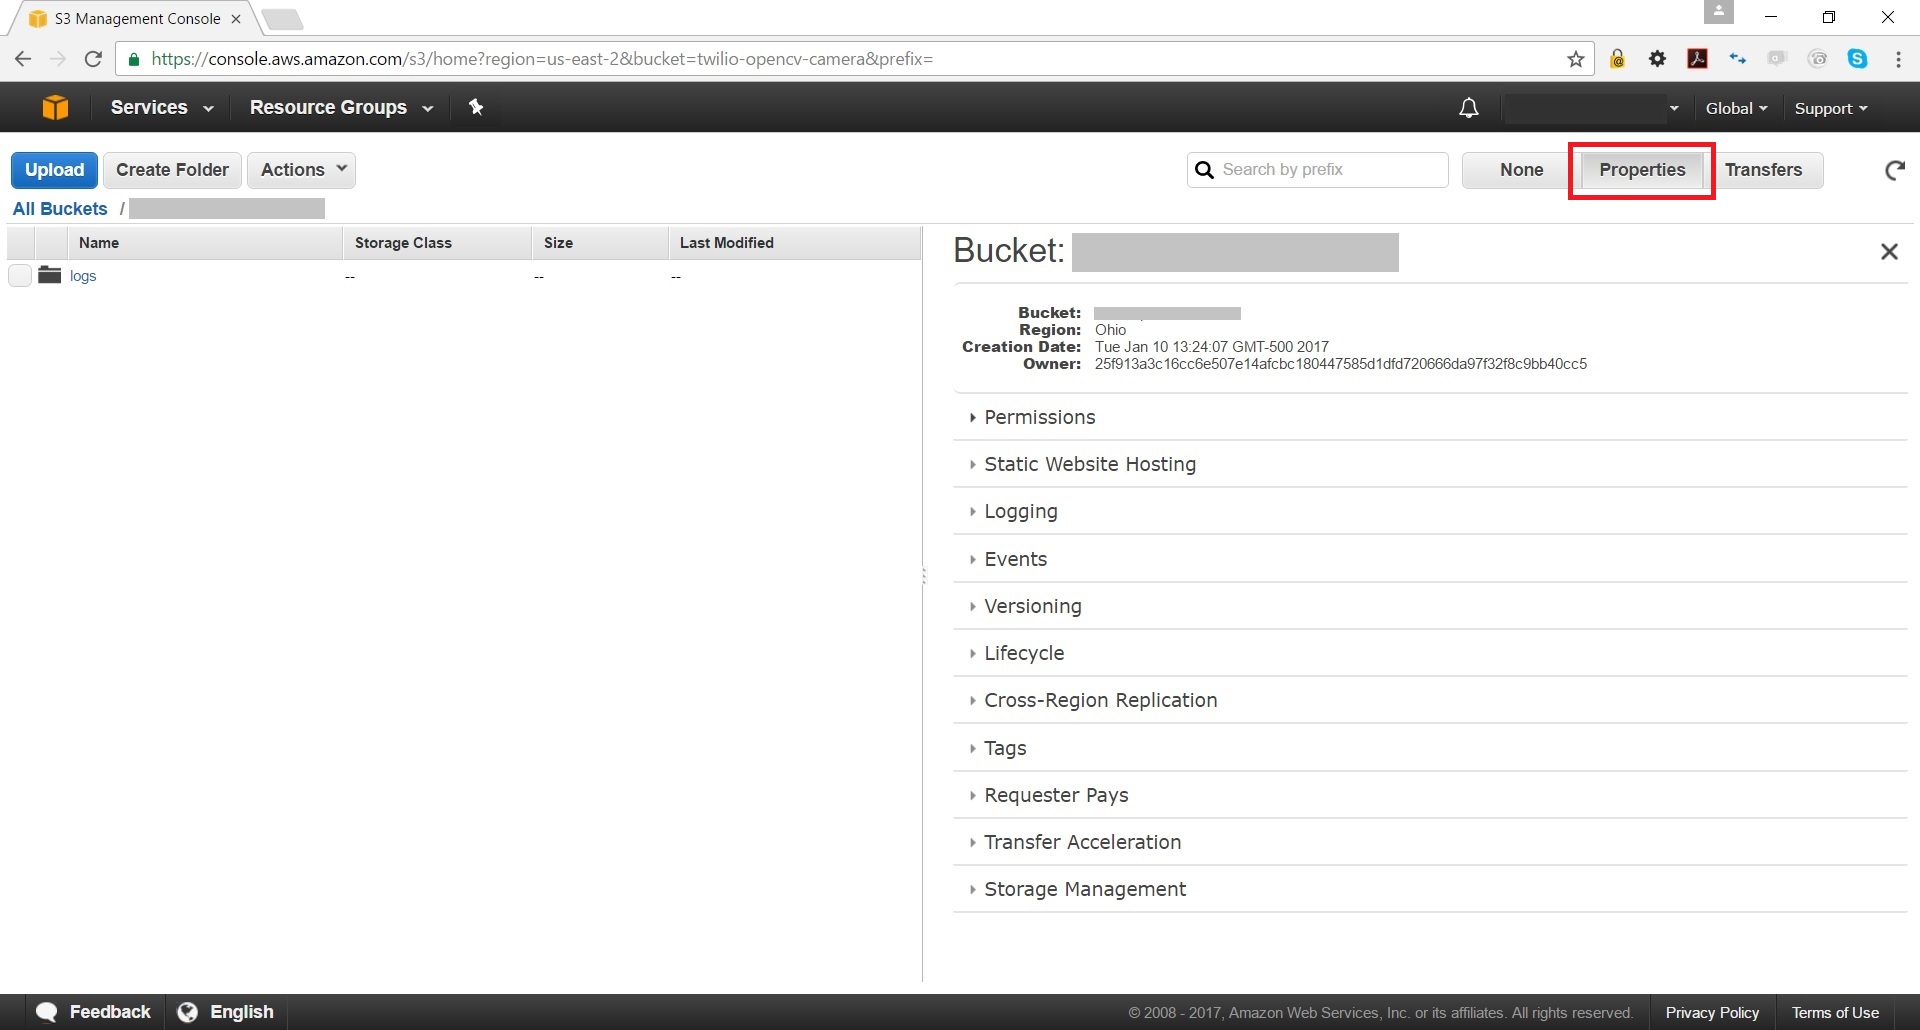 S3 Management Console
https://console.aws.amazon.com/s3/home?region=us-east-2&bucket=twilio-opencv-camera&prefix=
Services Resource Groups Global Support
Upload Create Folder Actions Search by prefix None Properties Transfers
All Buckets /
Name Storage Class Size Last Modified
logs -- -- --
Bucket:
Bucket:
Region: Ohio
Creation Date: Tue Jan 10 13:24:07 GMT-500 2017
Owner: 25f913a3c16cc6e507e14afcbc180447585d1dfd720666da97f32f8c9bb40cc5
Permissions
Static Website Hosting
Logging
Events
Versioning
Lifecycle
Cross-Region Replication
Tags
Requester Pays
Transfer Acceleration
Storage Management
Feedback English © 2008 - 2017, Amazon Web Services, Inc. or its affiliates. All rights reserved. Privacy Policy Terms of Use